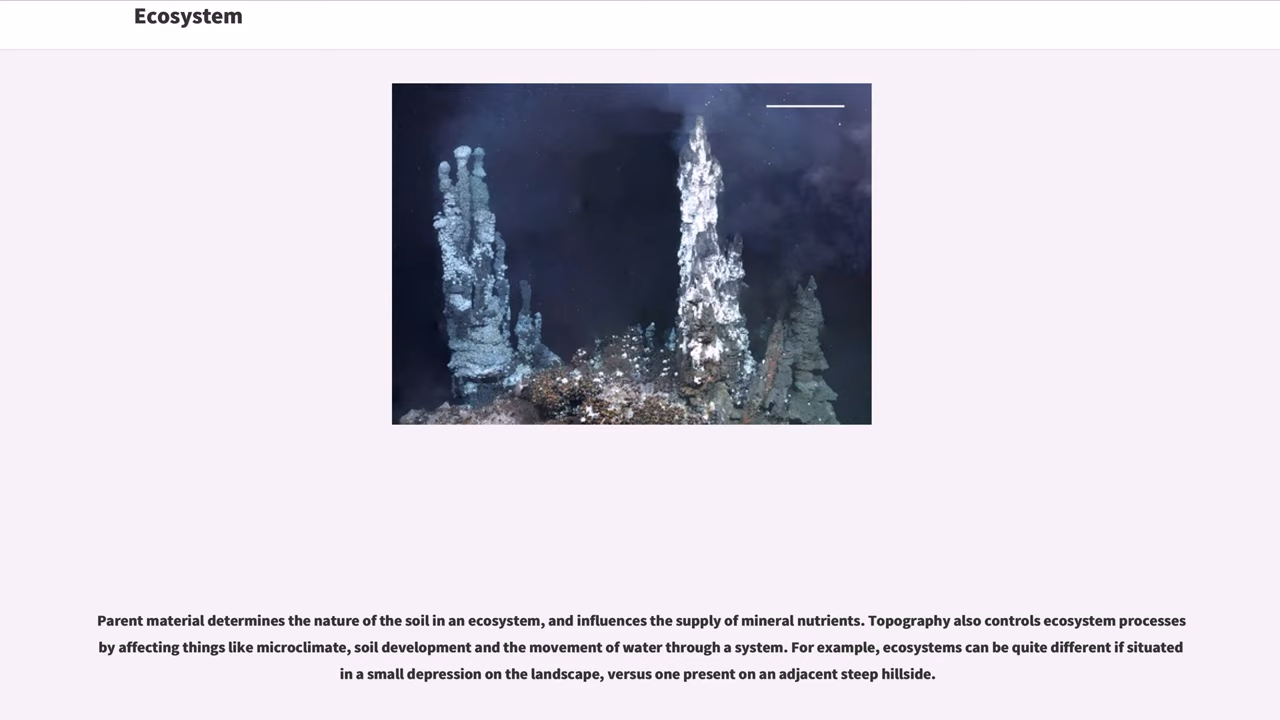 Ecosystem
Parent material determines the nature of the soil in an ecosystem, and influences the supply of mineral nutrients. Topography also controls ecosystem processes
by affecting things like microclimate, soil development and the movement of water through a system. For example, ecosystems can be quite different if situated
in a small depression on the landscape, versus one present on an adjacent steep hillside.